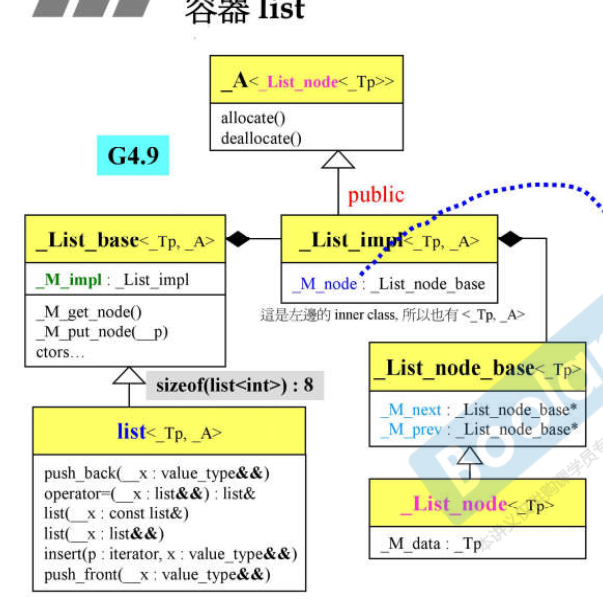 容器 list
_A<_List_node<_Tp>>
allocate()
deallocate()
G4.9
public
_List_base<_Tp, _A>
_M_impl : _List_impl
_M_get_node()
_M_put_node(__p)
ctors…
_List_impl<_Tp, _A>
_M_node : _List_node_base
這是左邊的 inner class, 所以也有 <_Tp, _A>
sizeof(list<int>) : 8
_List_node_base<_Tp>
_M_next : _List_node_base*
_M_prev : _List_node_base*
list<_Tp, _A>
push_back(__x : value_type&&)
operator=(__x : list&&) : list&
list(__x : const list&)
list(__x : list&&)
insert(p : iterator, x : value_type&&)
push_front(__x : value_type&&)
_List_node<_Tp>
_M_data : _Tp